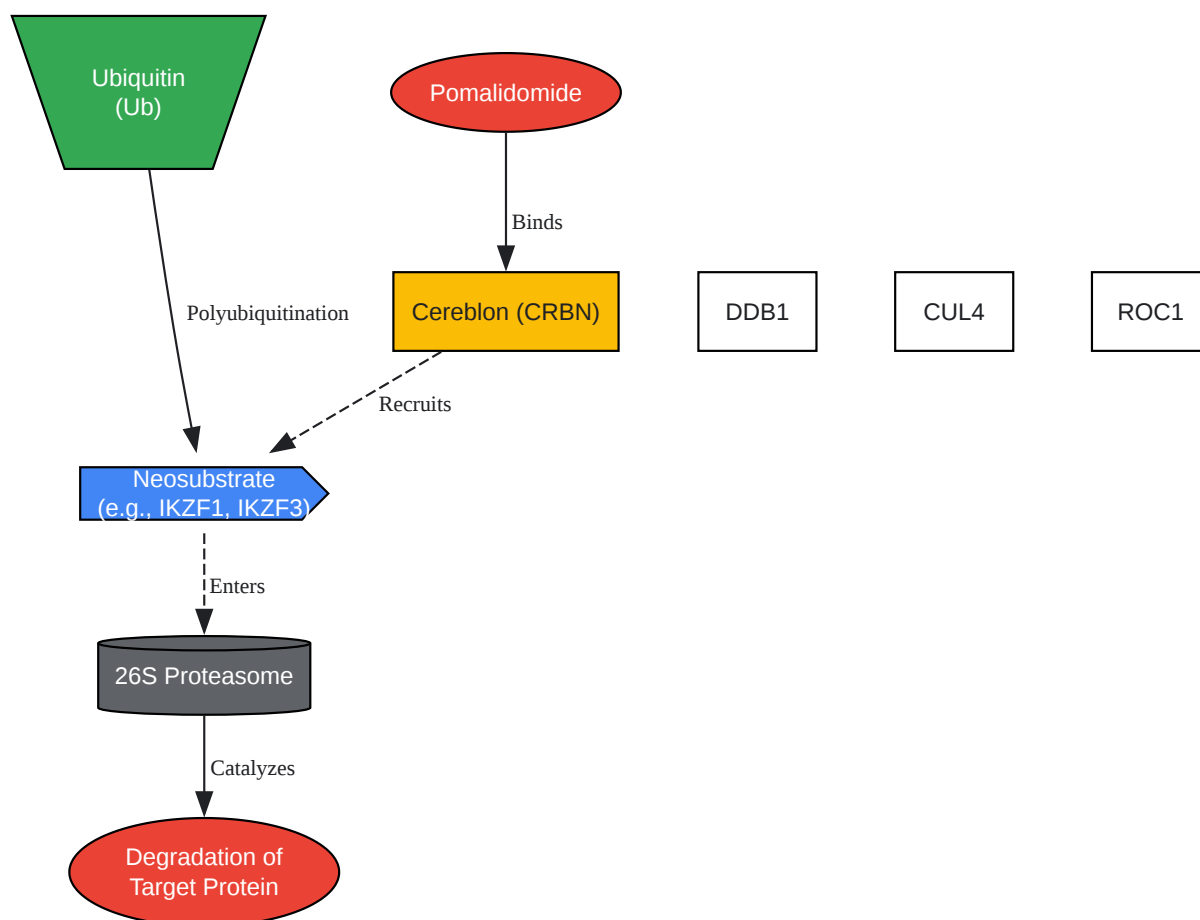 Ubiquitin
(Ub)
Pomalidomide
Binds
Polyubiquitination
Cereblon (CRBN)
DDB1
CUL4
ROC1
Recruits
Neosubstrate
(e.g., IKZF1, IKZF3)
Enters
26S Proteasome
Catalyzes
Degradation of
Target Protein